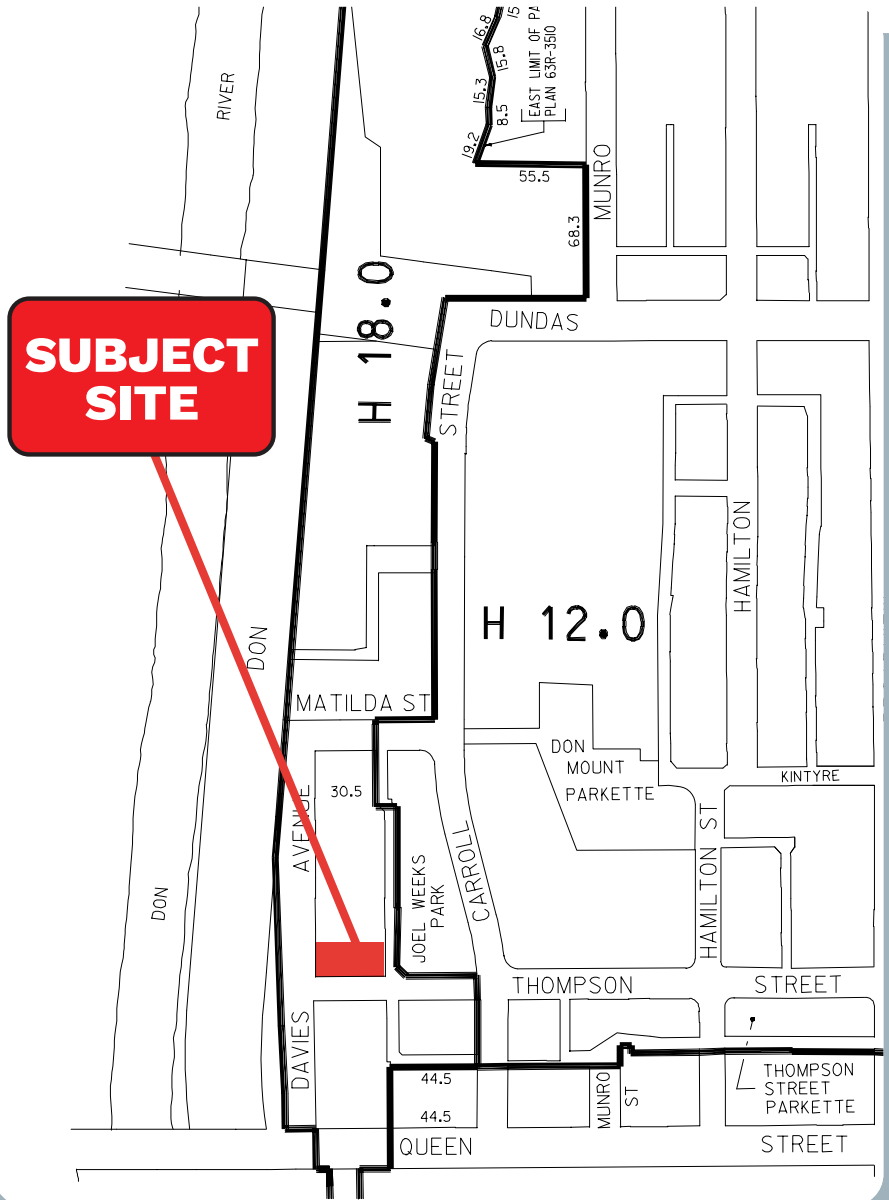 16.8
15
15.8
EAST LIMIT OF PA
PLAN 63R-3510
15.3
8.5
19.2
RIVER
55.5
MUNRO
68.3
H 18.0
DUNDAS
STREET
SUBJECT
SITE
HAMILTON
H 12.0
DON
MATILDA ST
DON
MOUNT
PARKETTE
KINTYRE
30.5
AVENUE
CARROLL
JOEL WEEKS
PARK
HAMILTON ST
DON
THOMPSON
STREET
DAVIES
44.5
44.5
MUNRO
ST
THOMPSON
STREET
PARKETTE
QUEEN
STREET